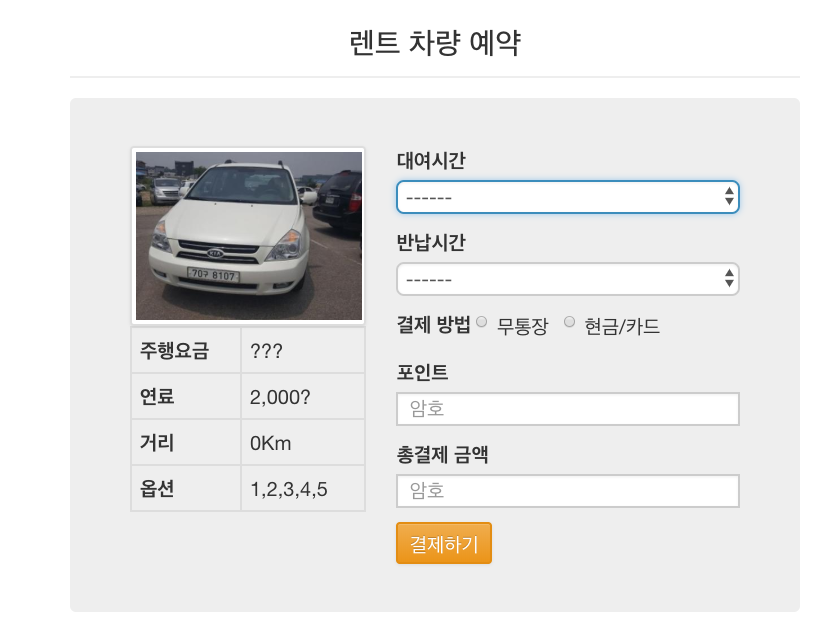 렌트 차량 예약
KIA
70구 8107
주행요금 ???
연료 2,000?
거리 0Km
옵션 1,2,3,4,5
대여시간
------
반납시간
------
결제 방법 무통장 현금/카드
포인트
암호
총결제 금액
암호
결제하기